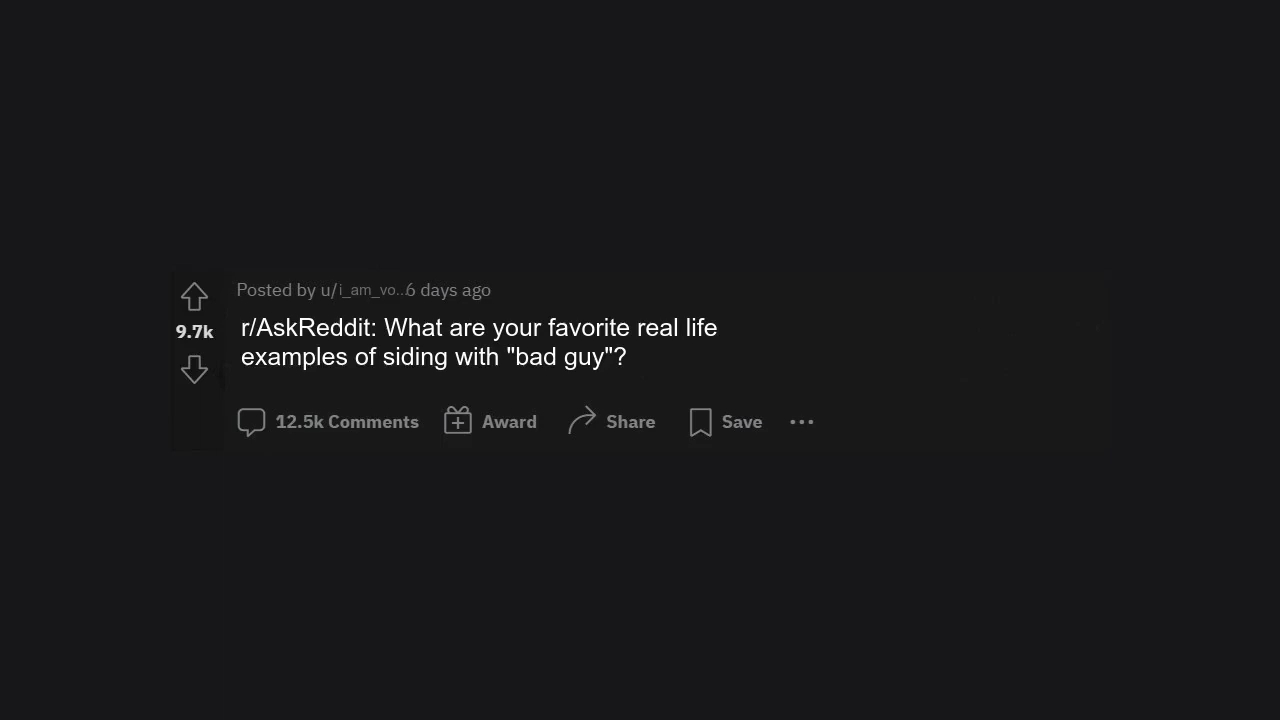 Posted by u/i_am_vo..6 days ago
9.7k
r/AskReddit: What are your favorite real life
examples of siding with "bad guy"?
12.5k Comments Award Share Save